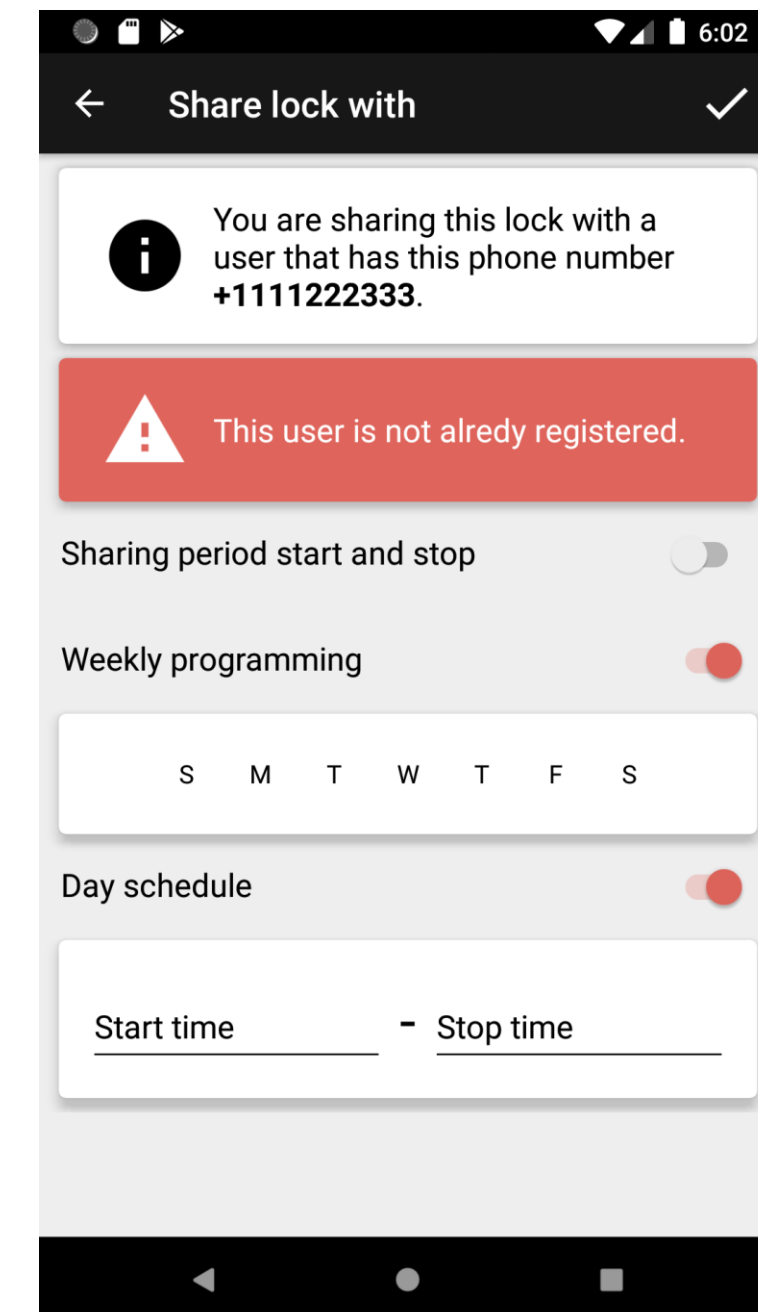 6:02
Share lock with
You are sharing this lock with a
user that has this phone number
+1111222333.
This user is not alredy registered.
Sharing period start and stop
Weekly programming
S M T W T F S
Day schedule
Start time - Stop time